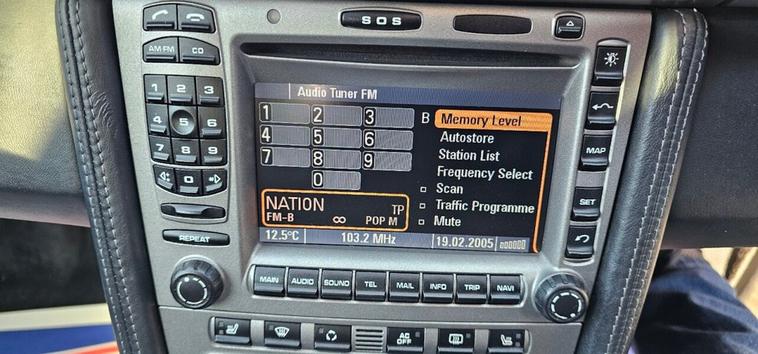 SOS
AM FM CD
1 2 3
4 5 6
7 8 9
0
REPEAT
Audio Tuner FM
1 2 3
4 5 6
7 8 9
0
B Memory Level
Autostore
Station List
Frequency Select
Scan
Traffic Programme
Mute
NATION TP
FM-B ∞ POP M
12.5°C 103.2 MHz 19.02.2005
MAP
SET
MAIN AUDIO SOUND TEL MAIL INFO TRIP NAVI
AC OFF